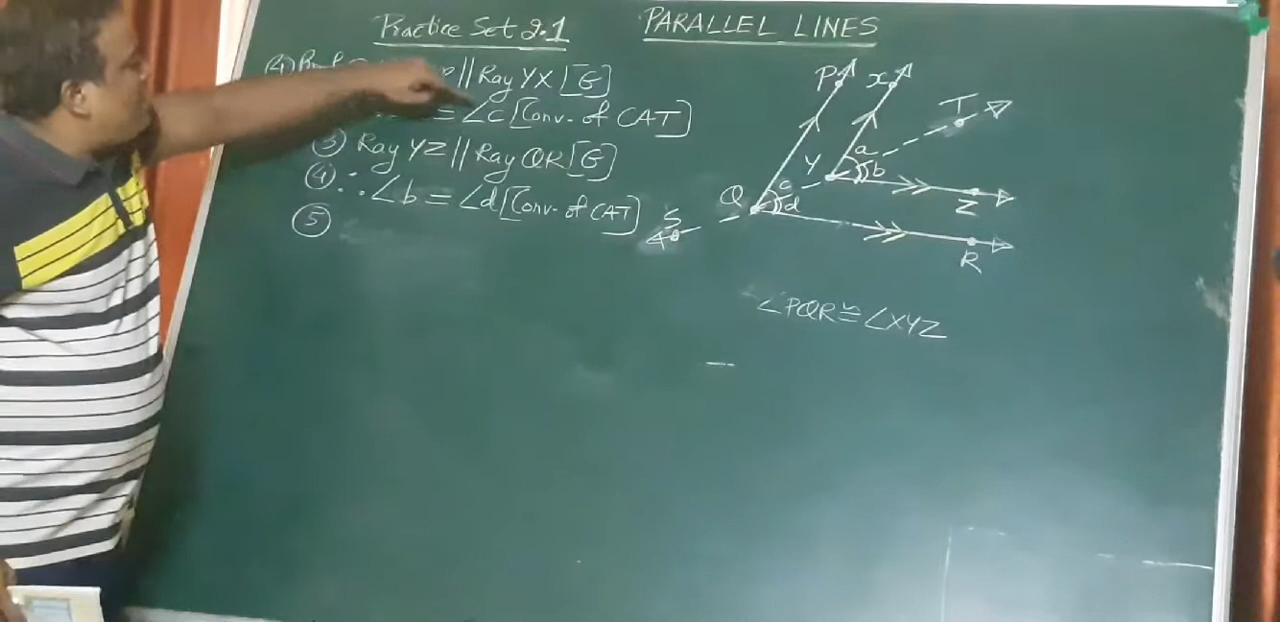 Practice Set 2.1
PARALLEL LINES
(4)
|| Ray YX [G]
= ∠c [Conv. of CAT]
③ Ray YZ || Ray QR [G]
④ ∴ ∠b = ∠d [Conv. of CAT]
⑤
P
X
T
Y
a
b
Q
c
d
S
Z
R
∠PQR ≅ ∠XYZ